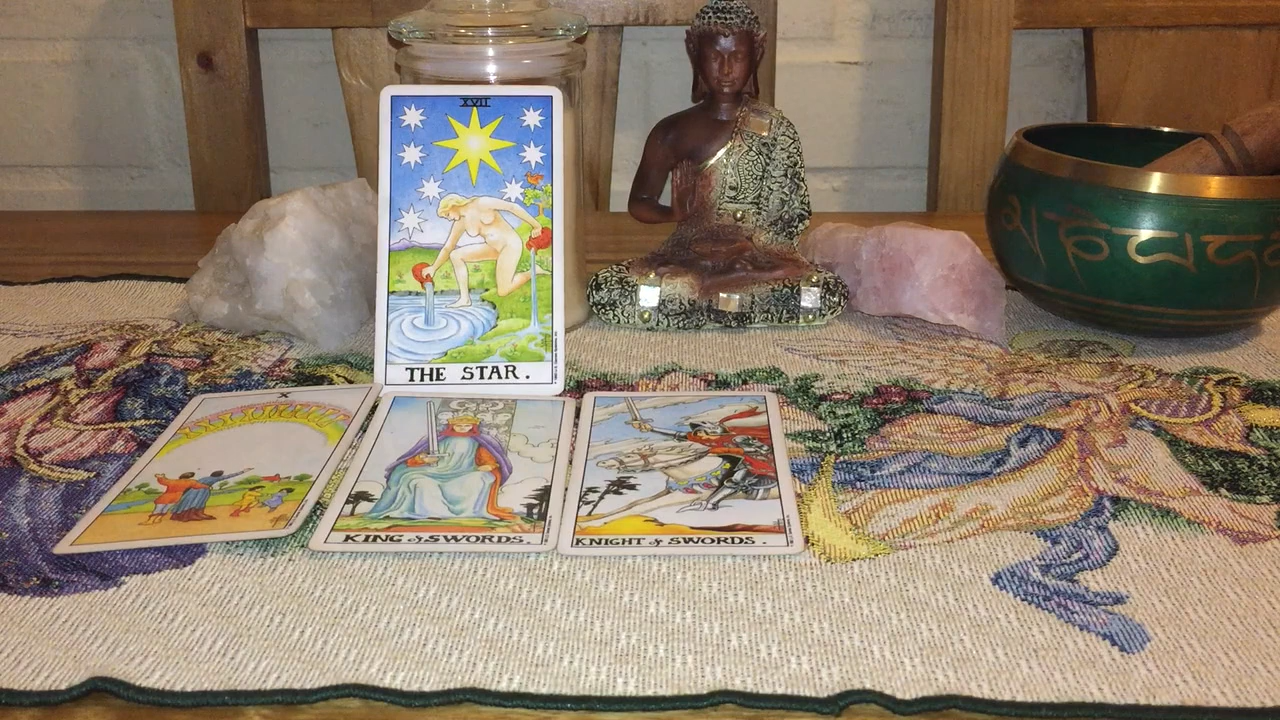 XVII
THE STAR.
X
KING of SWORDS.
KNIGHT of SWORDS.